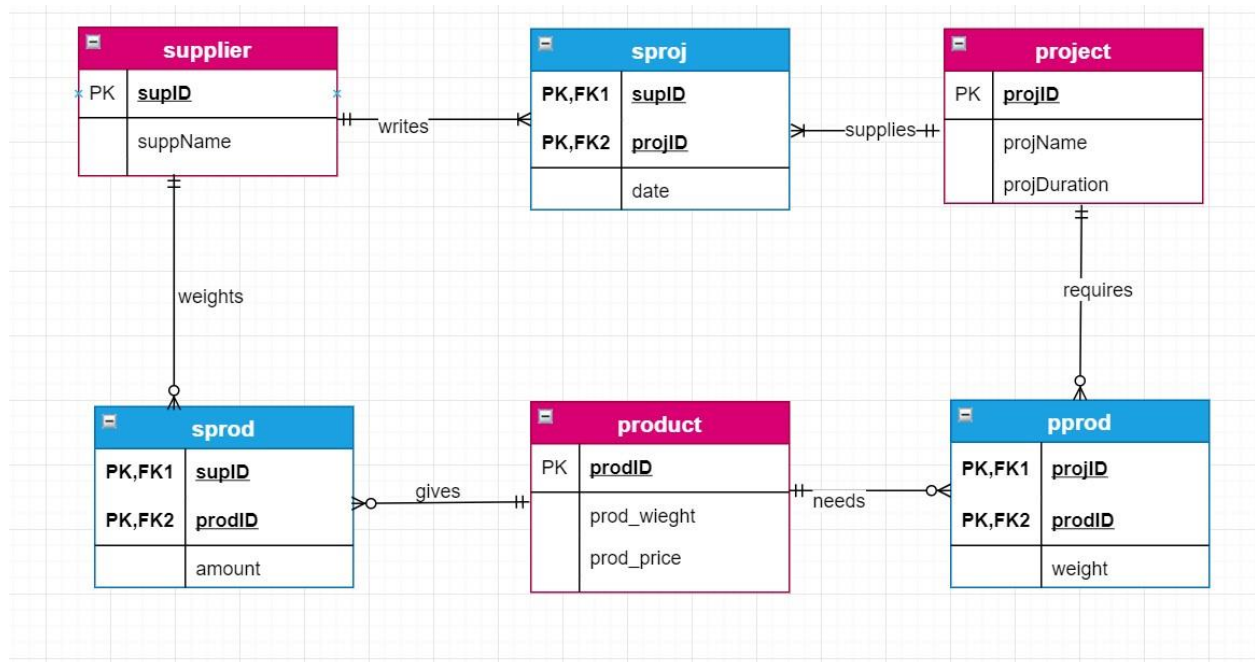 supplier
PK supID
suppName
writes
sproj
PK,FK1 supID
PK,FK2 projID
date
supplies
project
PK projID
projName
projDuration
weights
requires
sprod
PK,FK1 supID
PK,FK2 prodID
amount
gives
product
PK prodID
prod_wieght
prod_price
needs
pprod
PK,FK1 projID
PK,FK2 prodID
weight